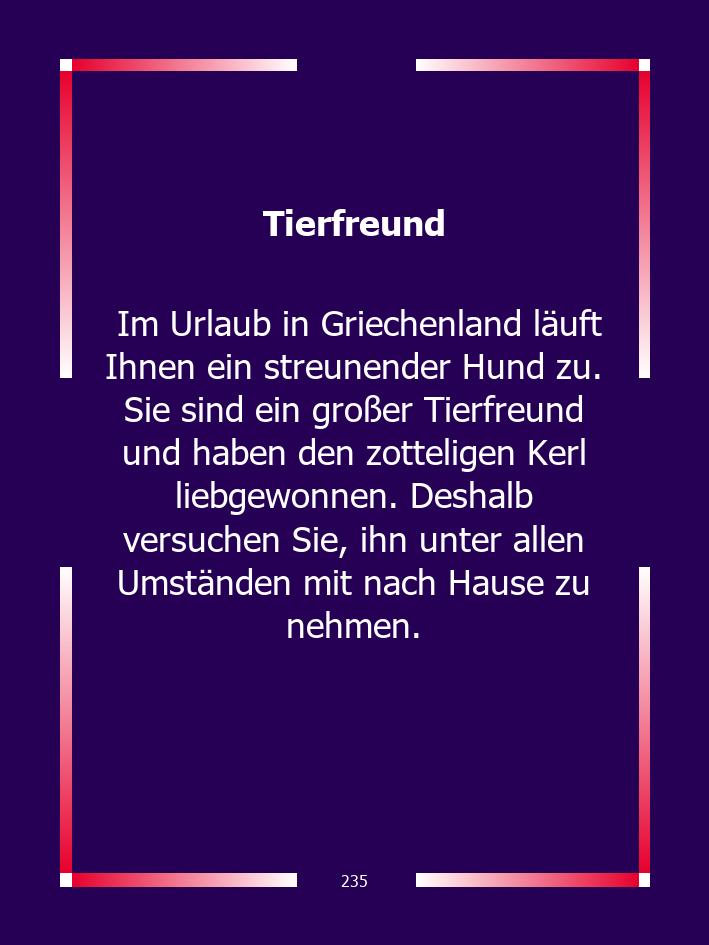 Tierfreund
Im Urlaub in Griechenland läuft
Ihnen ein streunender Hund zu.
Sie sind ein großer Tierfreund
und haben den zotteligen Kerl
liebgewonnen. Deshalb
versuchen Sie, ihn unter allen
Umständen mit nach Hause zu
nehmen.
235